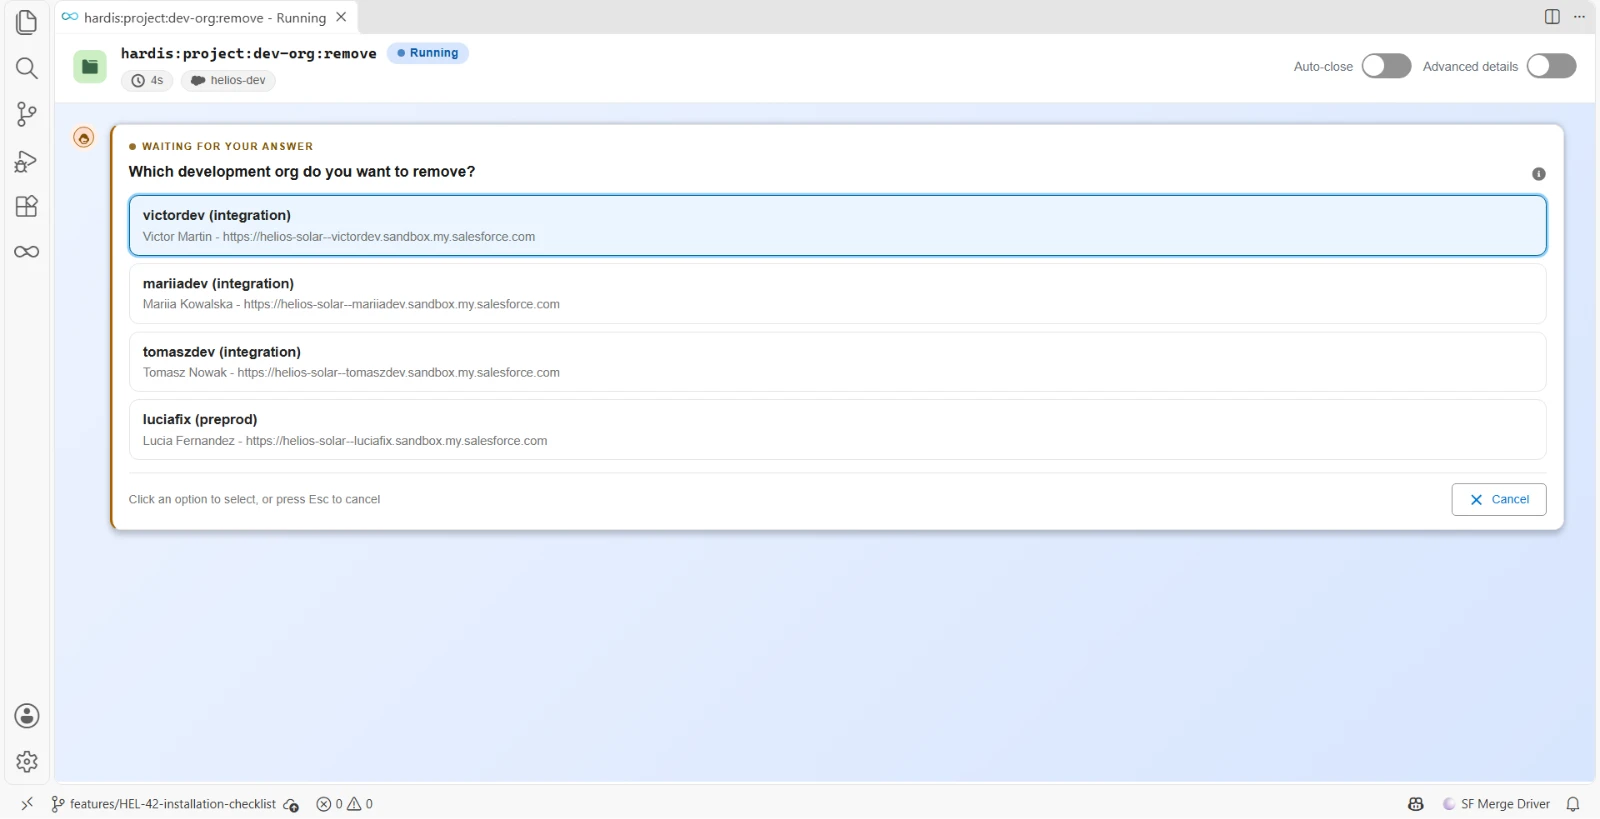 hardis:project:dev-org:remove - Running
hardis:project:dev-org:remove
Running
4s
helios-dev
Auto-close
Advanced details
WAITING FOR YOUR ANSWER
Which development org do you want to remove?
victordev (integration)
Victor Martin - https://helios-solar--victordev.sandbox.my.salesforce.com
mariiadev (integration)
Mariia Kowalska - https://helios-solar--mariiadev.sandbox.my.salesforce.com
tomaszdev (integration)
Tomasz Nowak - https://helios-solar--tomaszdev.sandbox.my.salesforce.com
luciafix (preprod)
Lucia Fernandez - https://helios-solar--luciafix.sandbox.my.salesforce.com
Click an option to select, or press Esc to cancel
Cancel
features/HEL-42-installation-checklist
0
0
SF Merge Driver